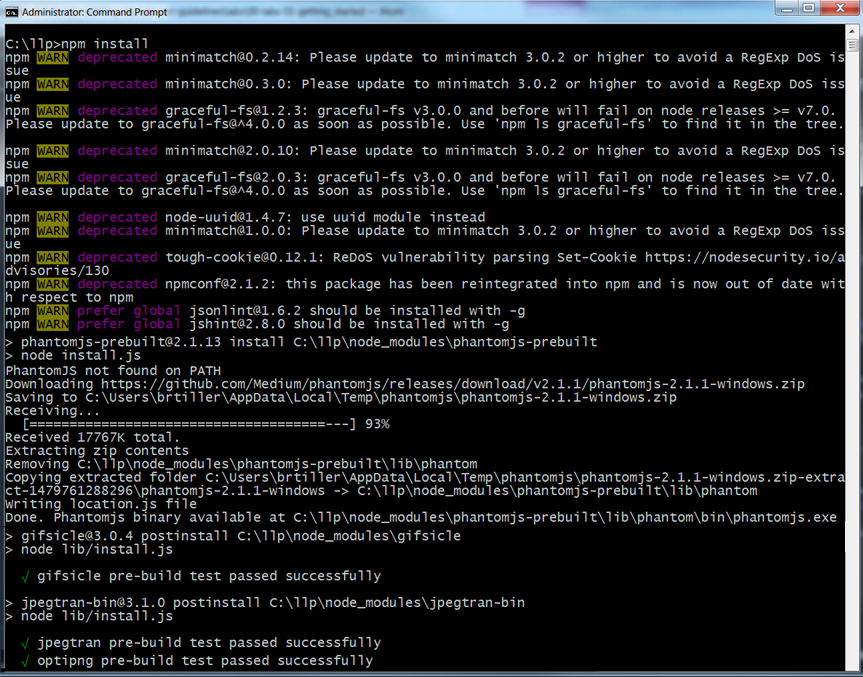 Administrator: Command Prompt
C:\llp>npm install
npm WARN deprecated minimatch@0.2.14: Please update to minimatch 3.0.2 or higher to avoid a RegExp DoS is
sue
npm WARN deprecated minimatch@0.3.0: Please update to minimatch 3.0.2 or higher to avoid a RegExp DoS iss
ue
npm WARN deprecated graceful-fs@1.2.3: graceful-fs v3.0.0 and before will fail on node releases >= v7.0.
Please update to graceful-fs@^4.0.0 as soon as possible. Use 'npm ls graceful-fs' to find it in the tree.
npm WARN deprecated minimatch@2.0.10: Please update to minimatch 3.0.2 or higher to avoid a RegExp DoS is
sue
npm WARN deprecated graceful-fs@2.0.3: graceful-fs v3.0.0 and before will fail on node releases >= v7.0.
Please update to graceful-fs@^4.0.0 as soon as possible. Use 'npm ls graceful-fs' to find it in the tree.
npm WARN deprecated node-uuid@1.4.7: use uuid module instead
npm WARN deprecated minimatch@1.0.0: Please update to minimatch 3.0.2 or higher to avoid a RegExp DoS iss
ue
npm WARN deprecated tough-cookie@0.12.1: ReDoS vulnerability parsing Set-Cookie https://nodesecurity.io/a
dvisories/130
npm WARN deprecated npmconf@2.1.2: this package has been reintegrated into npm and is now out of date wit
h respect to npm
npm WARN prefer global jsonlint@1.6.2 should be installed with -g
npm WARN prefer global jshint@2.8.0 should be installed with -g
> phantomjs-prebuilt@2.1.13 install C:\llp\node_modules\phantomjs-prebuilt
> node install.js
PhantomJS not found on PATH
Downloading https://github.com/Medium/phantomjs/releases/download/v2.1.1/phantomjs-2.1.1-windows.zip
Saving to C:\Users\brtiller\AppData\Local\Temp\phantomjs\phantomjs-2.1.1-windows.zip
Receiving...
[=====================================---] 93%
Received 17767K total.
Extracting zip contents
Removing C:\llp\node_modules\phantomjs-prebuilt\lib\phantom
Copying extracted folder C:\Users\brtiller\AppData\Local\Temp\phantomjs\phantomjs-2.1.1-windows.zip-extra
ct-1479761288296\phantomjs-2.1.1-windows -> C:\llp\node_modules\phantomjs-prebuilt\lib\phantom
Writing location.js file
Done. Phantomjs binary available at C:\llp\node_modules\phantomjs-prebuilt\lib\phantom\bin\phantomjs.exe
> gifsicle@3.0.4 postinstall C:\llp\node_modules\gifsicle
> node lib/install.js
√ gifsicle pre-build test passed successfully
> jpegtran-bin@3.1.0 postinstall C:\llp\node_modules\jpegtran-bin
> node lib/install.js
√ jpegtran pre-build test passed successfully
√ optipng pre-build test passed successfully